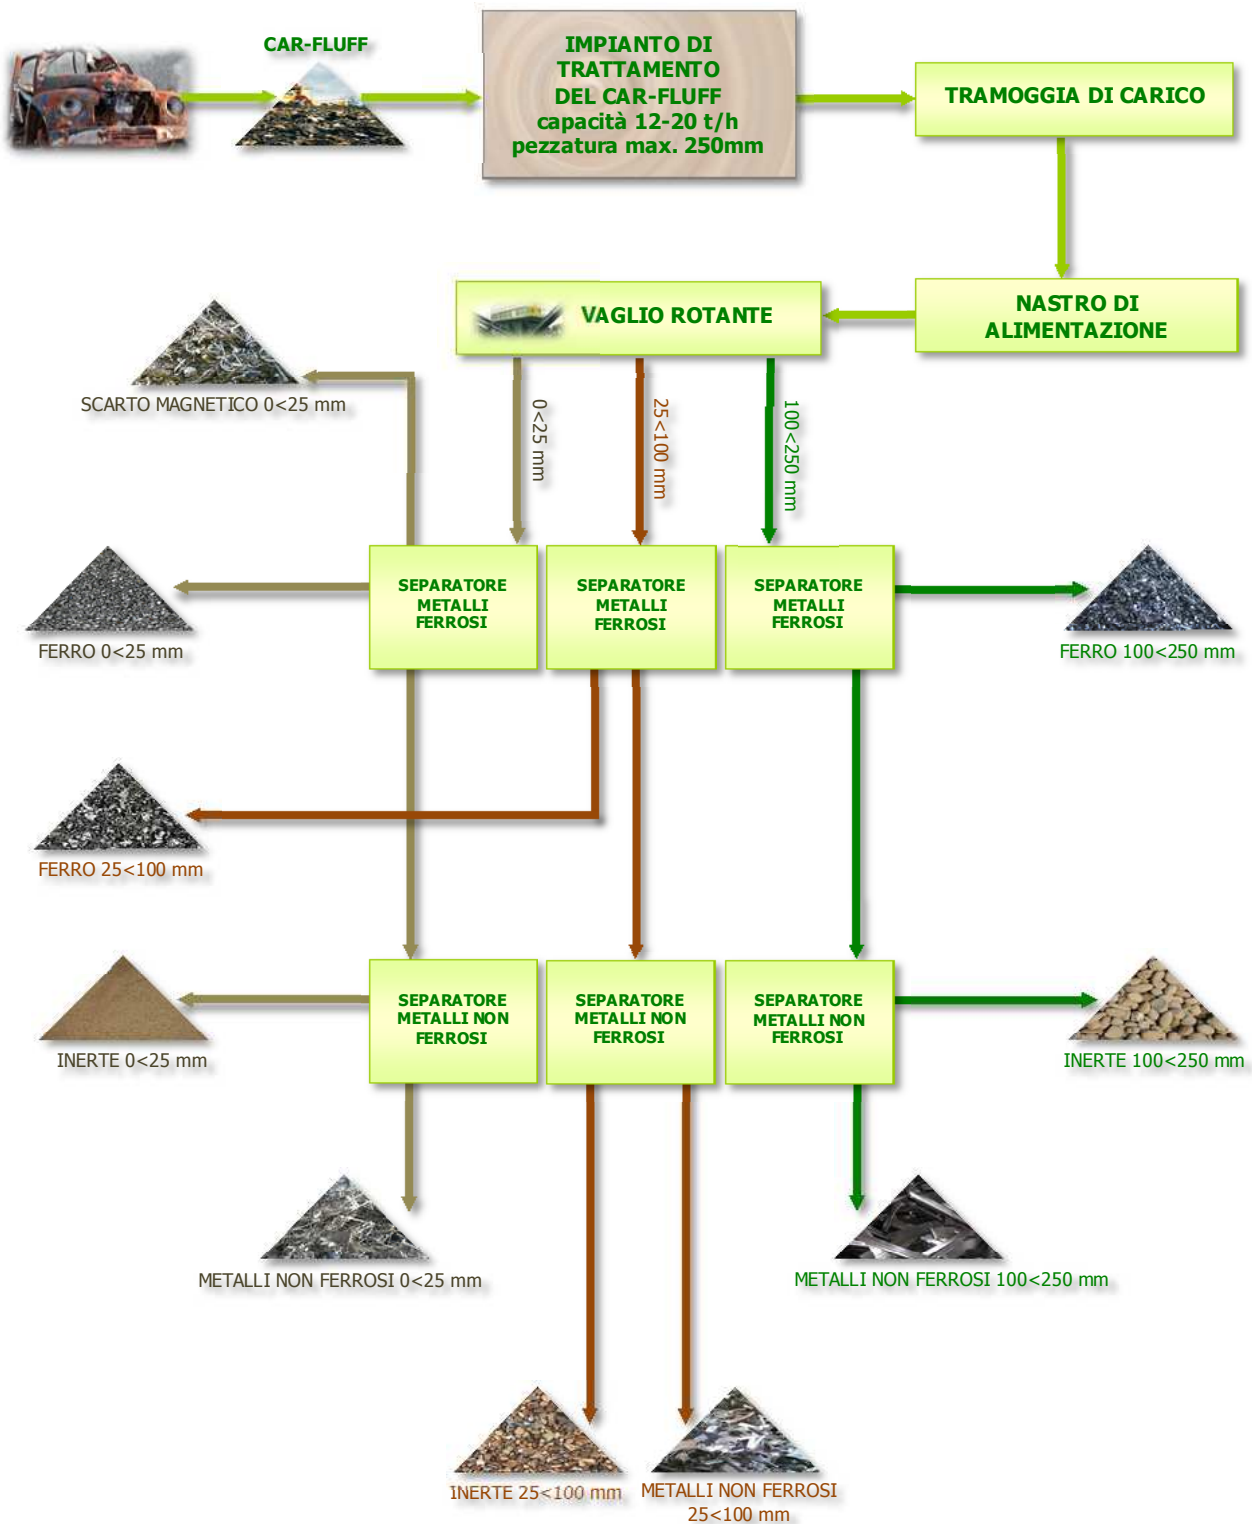 CAR-FLUFF
IMPIANTO DI
TRATTAMENTO
DEL CAR-FLUFF
capacità 12-20 t/h
pezzatura max. 250mm
TRAMOGGIA DI CARICO
VAGLIO ROTANTE
NASTRO DI
ALIMENTAZIONE
SCARTO MAGNETICO 0<25 mm
0<25 mm
25<100 mm
100<250 mm
SEPARATORE
METALLI
FERROSI
SEPARATORE
METALLI
FERROSI
SEPARATORE
METALLI
FERROSI
FERRO 0<25 mm
FERRO 100<250 mm
FERRO 25<100 mm
SEPARATORE
METALLI NON
FERROSI
SEPARATORE
METALLI NON
FERROSI
SEPARATORE
METALLI NON
FERROSI
INERTE 0<25 mm
INERTE 100<250 mm
METALLI NON FERROSI 0<25 mm
METALLI NON FERROSI 100<250 mm
INERTE 25<100 mm
METALLI NON FERROSI
25<100 mm